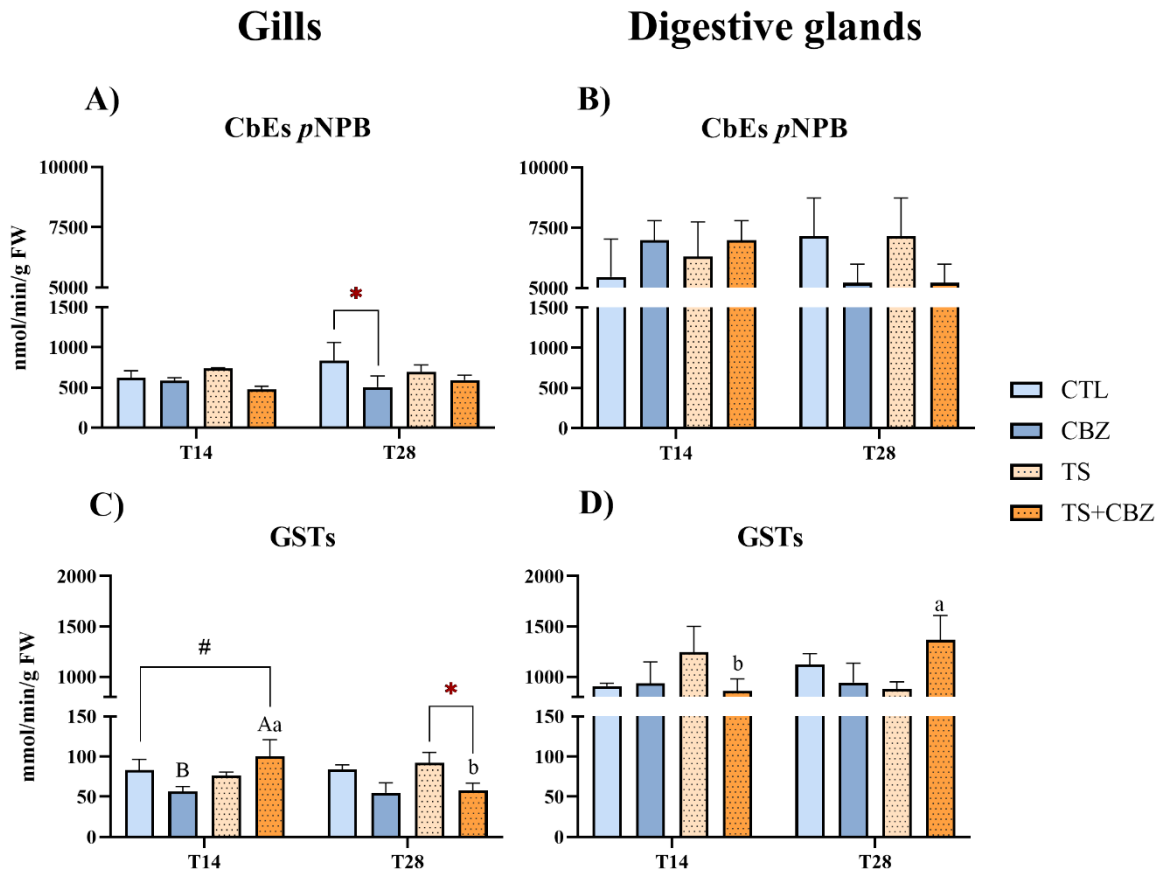 Gills
Digestive glands
A)
CbEs pNPB
B)
CbEs pNPB
nmol/min/g FW
10000
7500
5000
1500
1000
500
0
*
T14
T28
10000
7500
5000
1500
1000
500
0
T14
T28
CTL
CBZ
TS
TS+CBZ
C)
GSTs
D)
GSTs
mmol/min/g FW
2000
1500
1000
150
100
50
0
#
B
Aa
*
b
T14
T28
2000
1500
1000
150
100
50
0
b
a
T14
T28